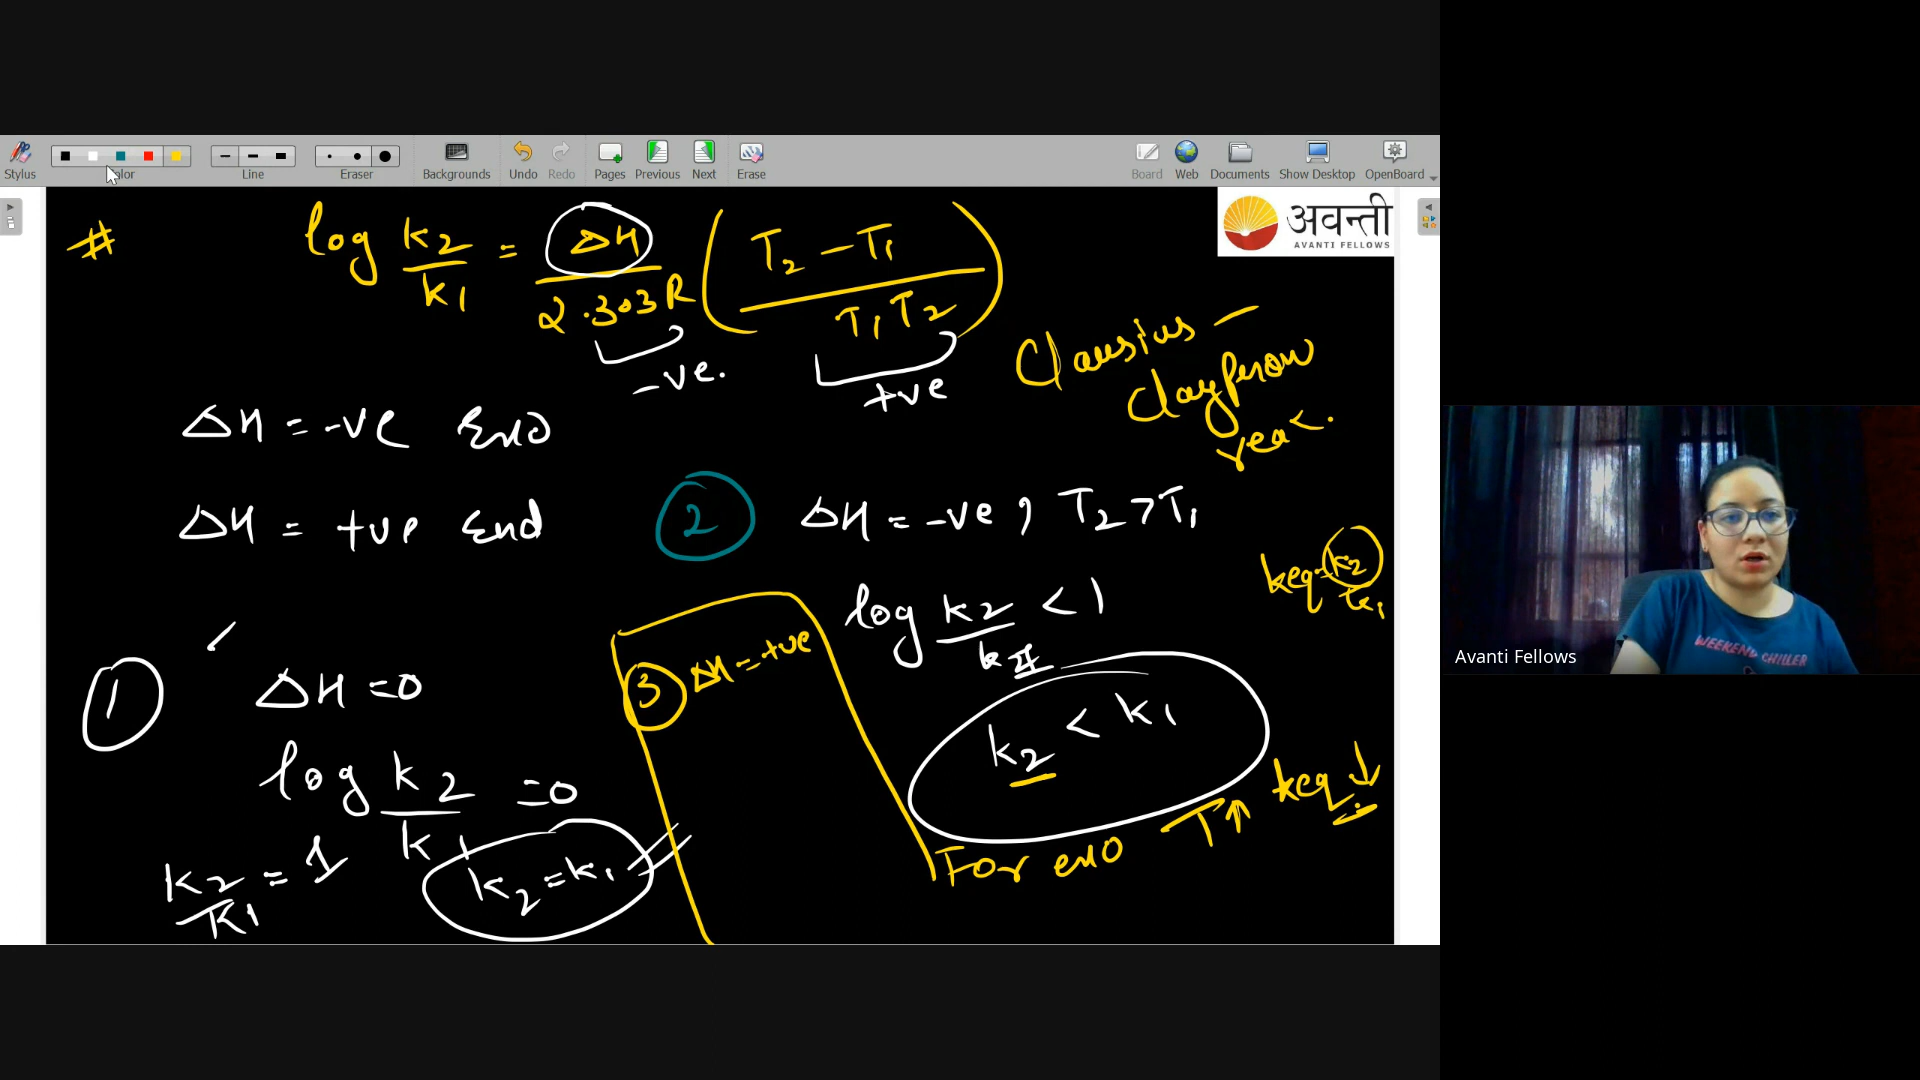 Stylus
Color
Line
Eraser
Backgrounds
Undo
Redo
Pages
Previous
Next
Erase
Board
Web
Documents
Show Desktop
OpenBoard
अवन्ती
AVANTI FELLOWS
# log K2/K1 = ΔH/2.303R (T2 - T1/T1T2)
-ve.
+ve
Clausius -
Clayperon
reac.
ΔH = -ve Exo
ΔH = +ve End
2 ΔH = -ve, T2 > T1
log K2/K1 < 1
K2 < K1
keq = K2/K1
For exo T↑ keq↓
1 ΔH = 0
log K2/K1 = 0
K2/K1 = 1
K2 = K1
3 ΔH = +ve
Avanti Fellows
WEEKEND CHILLER